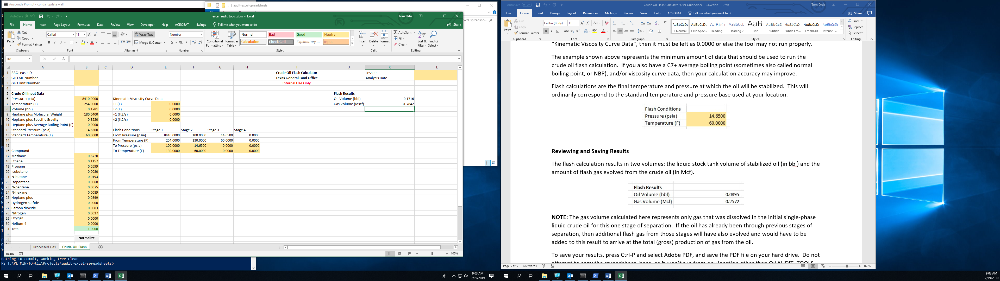 Anaconda Prompt - conda update --all
audit-excel-spreadsheets
AutoSave Off
excel_audit_tools.xlsm - Excel
Tom Ortiz
File Home Insert Page Layout Formulas Data Review View Developer Help ACROBAT xlwings Tell me what you want to do Share
Paste Cut Copy Format Painter
Calibri 11
Wrap Text
Merge & Center
Number
Conditional Formatting Format as Table
Normal Bad Good Neutral
Calculation Check Cell Explanatory ... Input
Insert Delete Format
AutoSum Fill Clear
Sort & Filter Find & Select
Clipboard Font Alignment Number Styles Cells Editing
K8 fx
A B C D E F G H I J K L
1 RRC Lease ID Crude Oil Flash Calculator Lessee
2 GLO MF Number Texas General Land Office Analysis Date
3 GLO Unit Number Internal Use Only
4
5 Crude Oil Input Data Flash Results
6 Pressure (psia) 8410.0000 Kinematic Viscosity Curve Data Oil Volume (bbl) 0.1716
7 Temperature (F) 254.0000 T1 (F) 0.0000 Gas Volume (Mscf) 31.7842
8 Volume (bbl) 0.1781 T2 (F) 0.0000
9 Heptane plus Molecular Weight 180.6400 ν1 (ft2/s) 0.0000
10 Heptane plus Specific Gravity 0.8220 ν2 (ft2/s) 0.0000
11 Heptane plus Average Boiling Point (F) 0.0000
12 Standard Pressure (psia) 14.6500 Flash Conditions Stage 1 Stage 2 Stage 3 Stage 4
13 Standard Temperature (F) 60.0000 From Pressure (psia) 8410.0000 100.0000 14.6500 0.0000
14 From Temperature (F) 254.0000 130.0000 60.0000 0.0000
15 To Pressure (psia) 100.0000 14.6500 0.0000 0.0000
16 Compound To Temperature (F) 130.0000 60.0000 0.0000 0.0000
17 Methane 0.6720
18 Ethane 0.1157
19 Propane 0.0599
20 Isobutane 0.0080
21 N-butane 0.0193
22 Isopentane 0.0068
23 N-pentane 0.0075
24 N-hexane 0.0089
25 Heptane plus 0.0899
26 Hydrogen sulfide 0.0000
27 Carbon dioxide 0.0083
28 Nitrogen 0.0037
29 Oxygen 0.0000
30 Helium-4 0.0000
31 Total 1.0000
32
33 Normalize
Processed Gas Crude Oil Flash
Ready 100%
nothing to commit, working tree clean
PS T:\PETMIN\TOrtiz\Projects\audit-excel-spreadsheets>
9:03 AM
7/19/2019
AutoSave Off
Crude Oil Flash Calculator User Guide.docx - Saved to T: Drive
Tom Ortiz
File Home Insert Design Layout References Mailings Review View Help ACROBAT Tell me what you want to do Share
Paste Cut Copy Format Painter
Calibri (Body) 11
AaBbCcDc AaBbCcDc AaBbCc AaBbCcD AaB AaBbCcD AaBbCcDc AaBbCcDc AaBbCcDc
¶ Normal ¶ No Spac... Heading 1 Heading 2 Title Subtitle Subtle Em... Emphasis Intense E...
Find Replace Select
Clipboard Font Paragraph Styles Editing
“Kinematic Viscosity Curve Data”, then it must be left as 0.0000 or else the tool may not run properly.
The example shown above represents the minimum amount of data that should be used to run the
crude oil flash calculation. If you also have a C7+ average boiling point (sometimes also called normal
boiling point, or NBP), and/or viscosity curve data, then your calculation accuracy may improve.
Flash calculations are the final temperature and pressure at which the oil will be stabilized. This will
ordinarily correspond to the standard temperature and pressure base used at your location.
Flash Conditions
Pressure (psia) 14.6500
Temperature (F) 60.0000
Reviewing and Saving Results
The flash calculation results in two volumes: the liquid stock tank volume of stabilized oil (in bbl) and the
amount of flash gas evolved from the crude oil (in Mcf).
Flash Results
Oil Volume (bbl) 0.0395
Gas Volume (Mcf) 0.2572
NOTE: The gas volume calculated here represents only gas that was dissolved in the initial single-phase
liquid crude oil for this one stage of separation. If the oil has already been through previous stages of
separation, then additional flash gas from those stages will have also evolved and would have to be
added to this result to arrive at the total (gross) production of gas from the oil.
To save your results, press Ctrl-P and select Adobe PDF, and save the PDF file on your hard drive. Do not
attempt to copy the spreadsheet, because it won’t run from any location other than O:\AUDIT_TOOLS
Page 5 of 5 682 words 166%
9:03 AM
7/19/2019